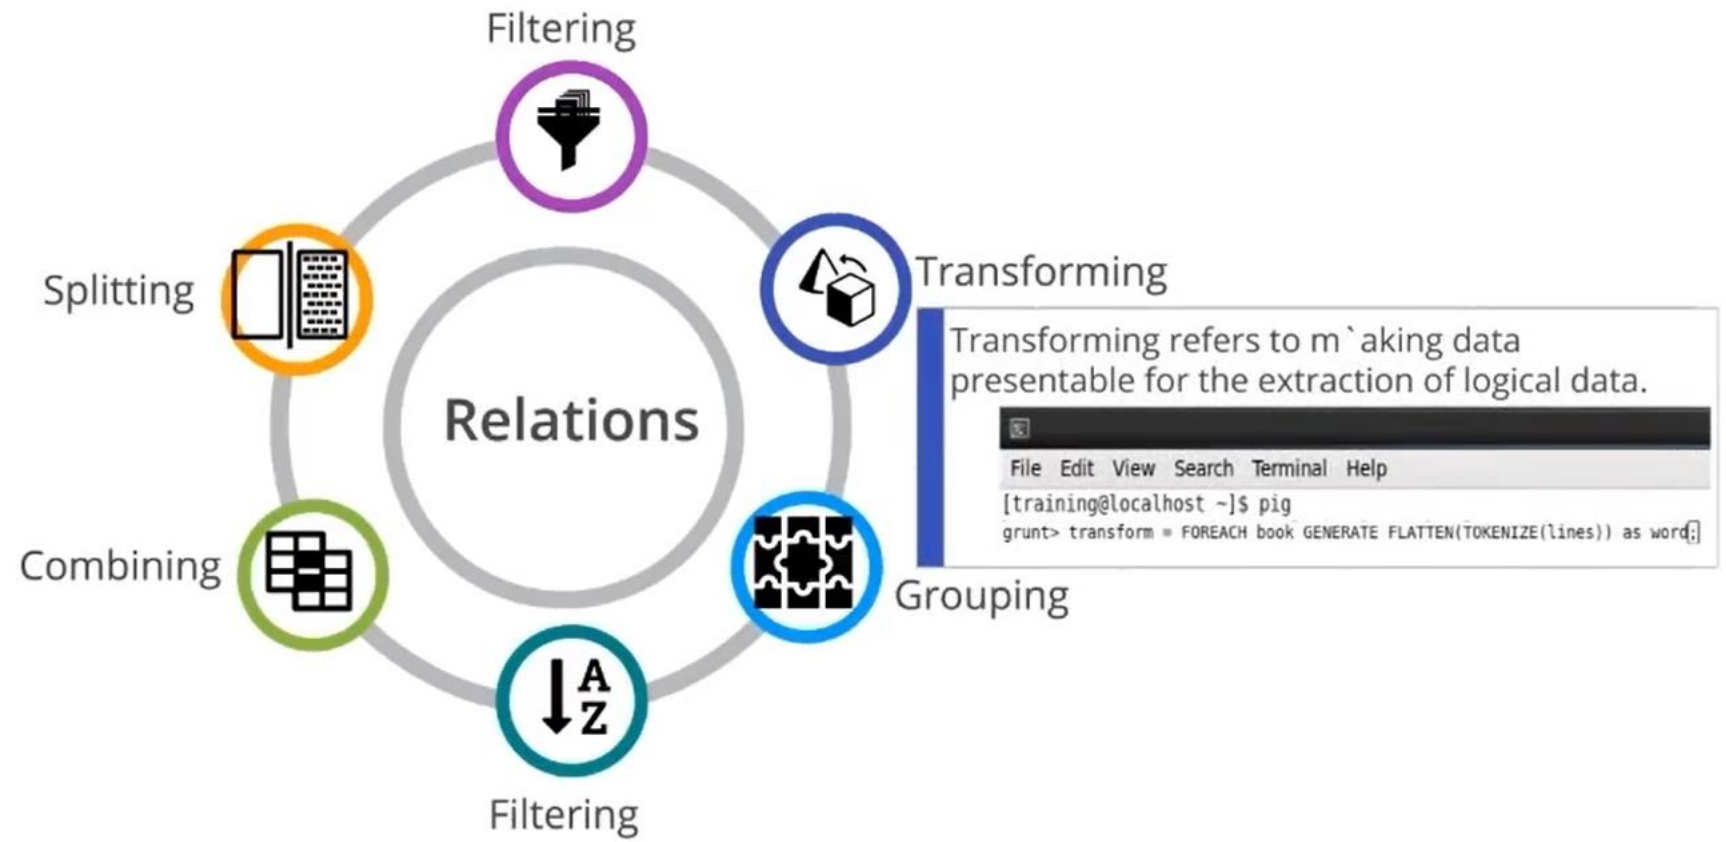 Filtering
Transforming
Transforming refers to m`aking data
presentable for the extraction of logical data.
File Edit View Search Terminal Help
[training@localhost ~]$ pig
grunt> transform = FOREACH book GENERATE FLATTEN(TOKENIZE(lines)) as word;
Splitting
Relations
Combining
Grouping
A
Z
Filtering